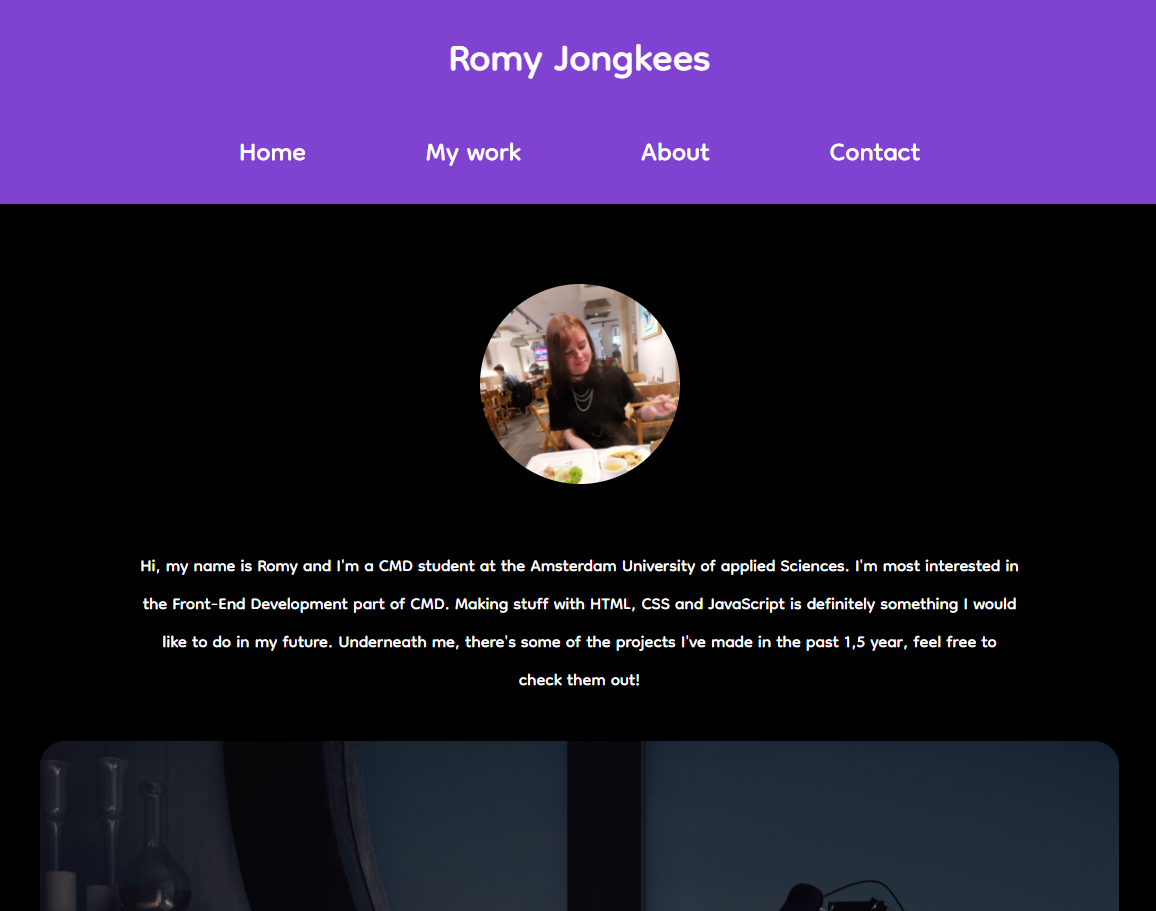 Romy Jongkees
Home My work About Contact
Hi, my name is Romy and I'm a CMD student at the Amsterdam University of applied Sciences. I'm most interested in
the Front-End Development part of CMD. Making stuff with HTML, CSS and JavaScript is definitely something I would
like to do in my future. Underneath me, there's some of the projects I've made in the past 1,5 year, feel free to
check them out!